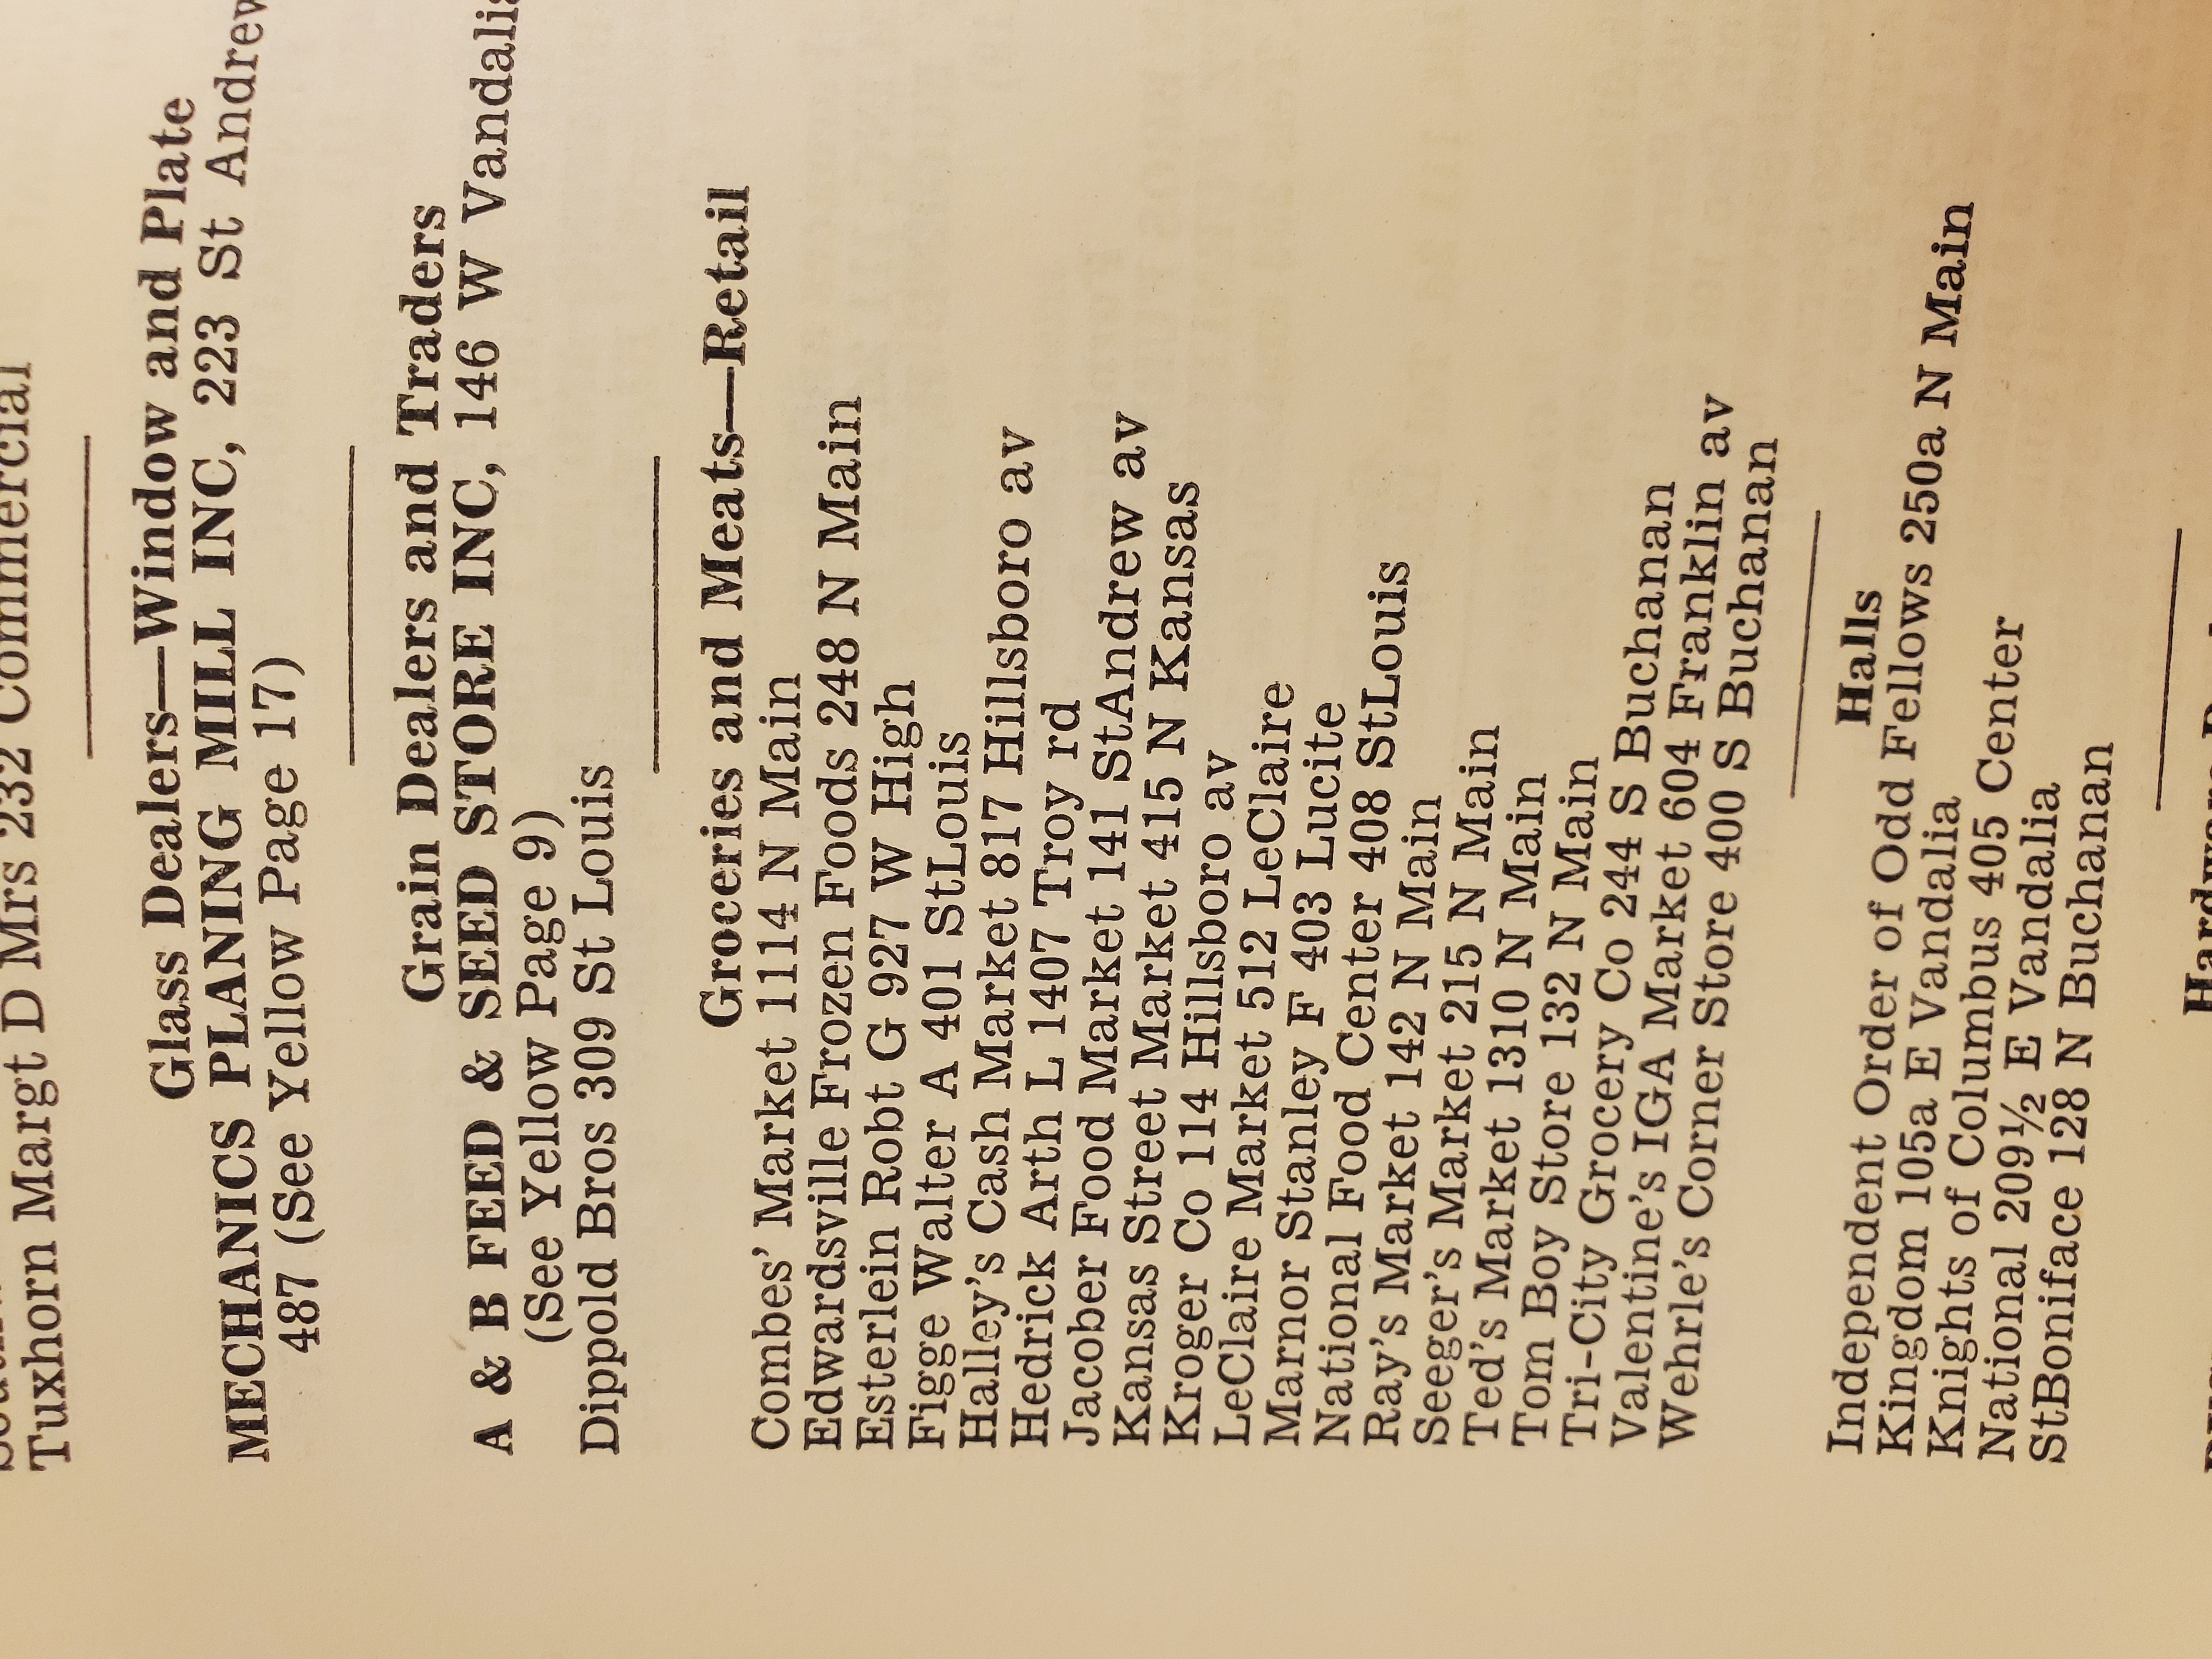 Tuxhorn Margt D Mrs 232 Commercial
Glass Dealers—Window and Plate
MECHANICS PLANING MILL INC, 223 St Andrew
487 (See Yellow Page 17)
Grain Dealers and Traders
A & B FEED & SEED STORE INC, 146 W Vandalia
(See Yellow Page 9)
Dippold Bros 309 St Louis
Groceries and Meats—Retail
Combes' Market 1114 N Main
Edwardsville Frozen Foods 248 N Main
Esterlein Robt G 927 W High
Figge Walter A 401 StLouis
Halley's Cash Market 817 Hillsboro av
Hedrick Arth L 1407 Troy rd
Jacober Food Market 141 StAndrew av
Kansas Street Market 415 N Kansas
Kroger Co 114 Hillsboro av
LeClaire Market 512 LeClaire
Marnor Stanley F 403 Lucite
National Food Center 408 StLouis
Ray's Market 142 N Main
Seeger's Market 215 N Main
Ted's Market 1310 N Main
Tom Boy Store 132 N Main
Tri-City Grocery Co 244 S Buchanan
Valentine's IGA Market 604 Franklin av
Wehrle's Corner Store 400 S Buchanan
Halls
Independent Order of Odd Fellows 250a N Main
Kingdom 105a E Vandalia
Knights of Columbus 405 Center
National 209½ E Vandalia
StBoniface 128 N Buchanan